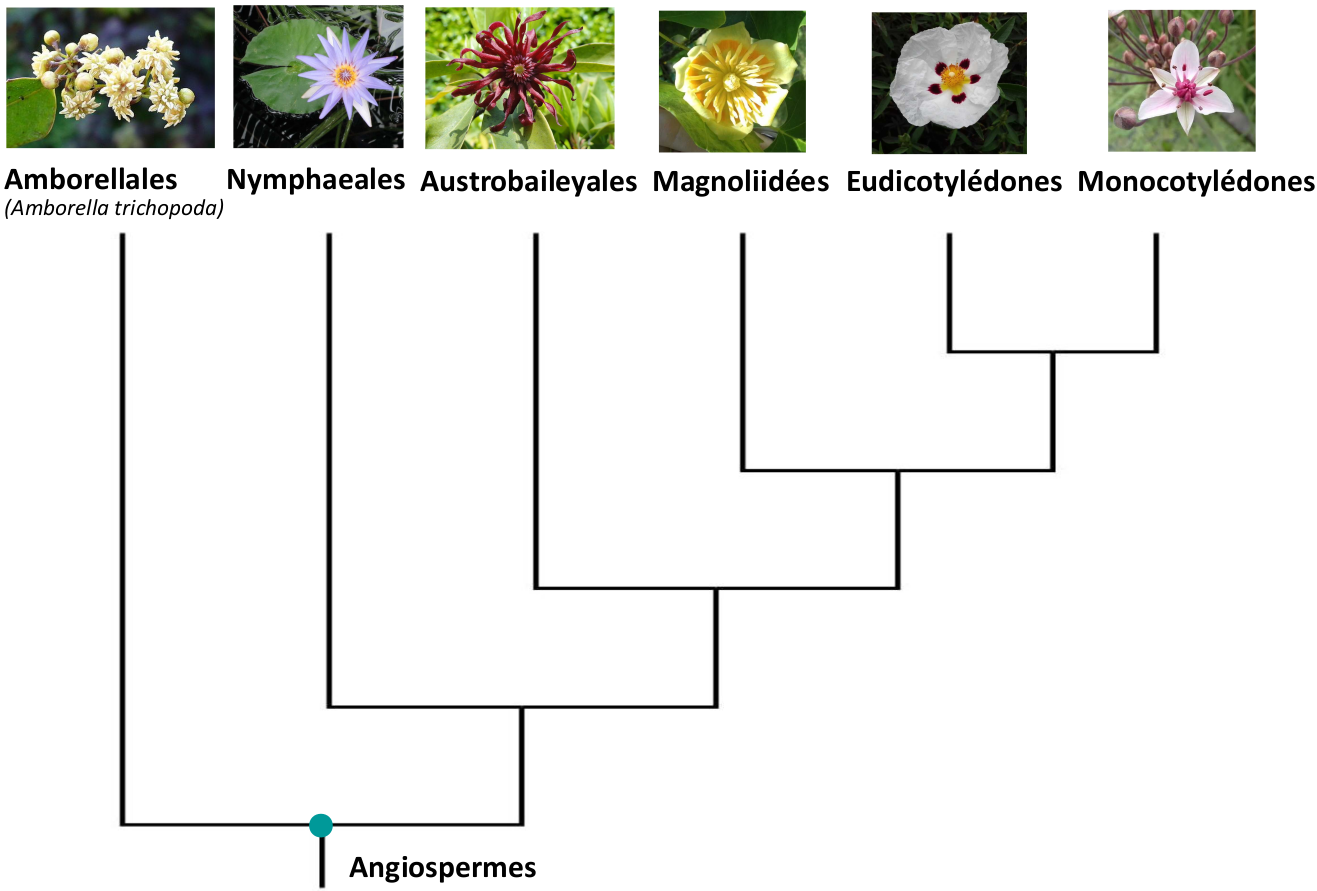 Amborellales
(Amborella trichopoda)
Nymphaeales
Austrobaileyales
Magnoliidées
Eudicotylédones
Monocotylédones
Angiospermes